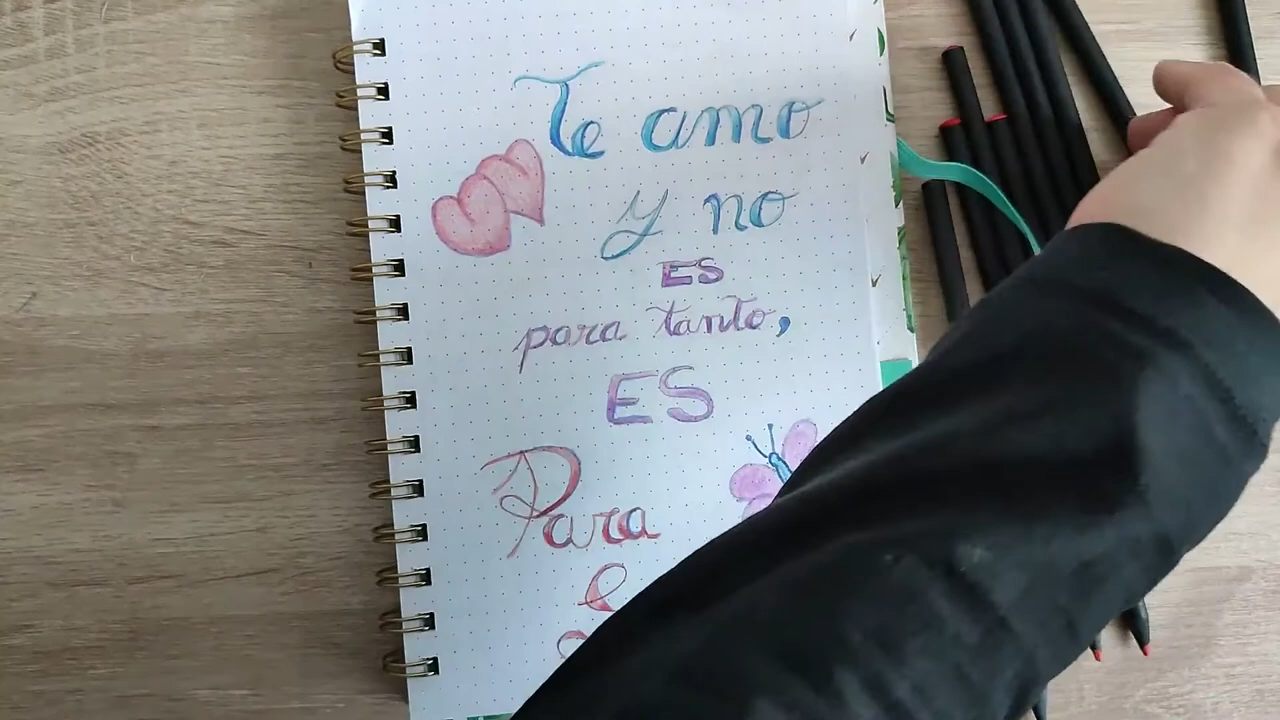 Te amo
y no
ES
para tanto,
ES
Para